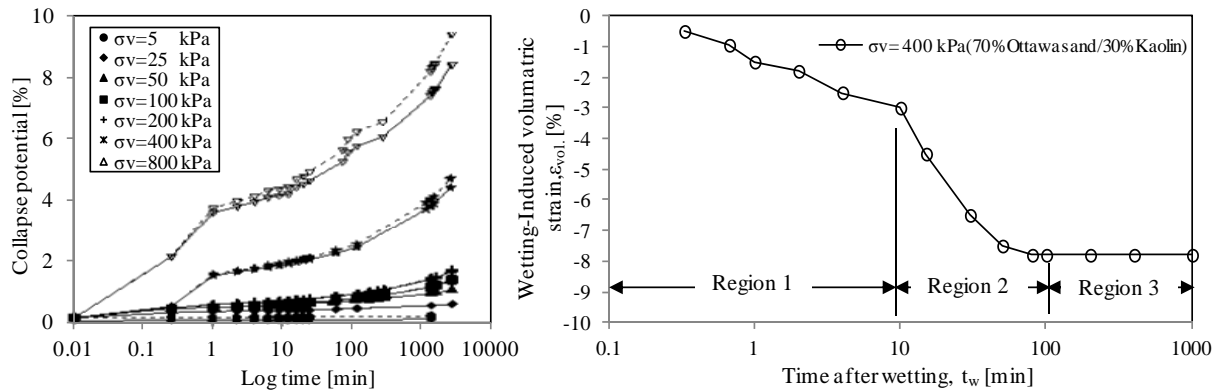 Collapse potential [%]
10
8
6
4
2
0
σv=5 kPa
σv=25 kPa
σv=50 kPa
σv=100 kPa
σv=200 kPa
σv=400 kPa
σv=800 kPa
0.01 1 10 100 1000 10000
Log time [min]
Wetting-Induced volumatric
strain,εvol. [%]
0
-1
-2
-3
-4
-5
-6
-7
-8
-9
-10
σv= 400 kPa(70%Ottawa sand/30%Kaolin)
Region 1
Region 2
Region 3
0.1 1 10 100 1000
Time after wetting, tw [min]